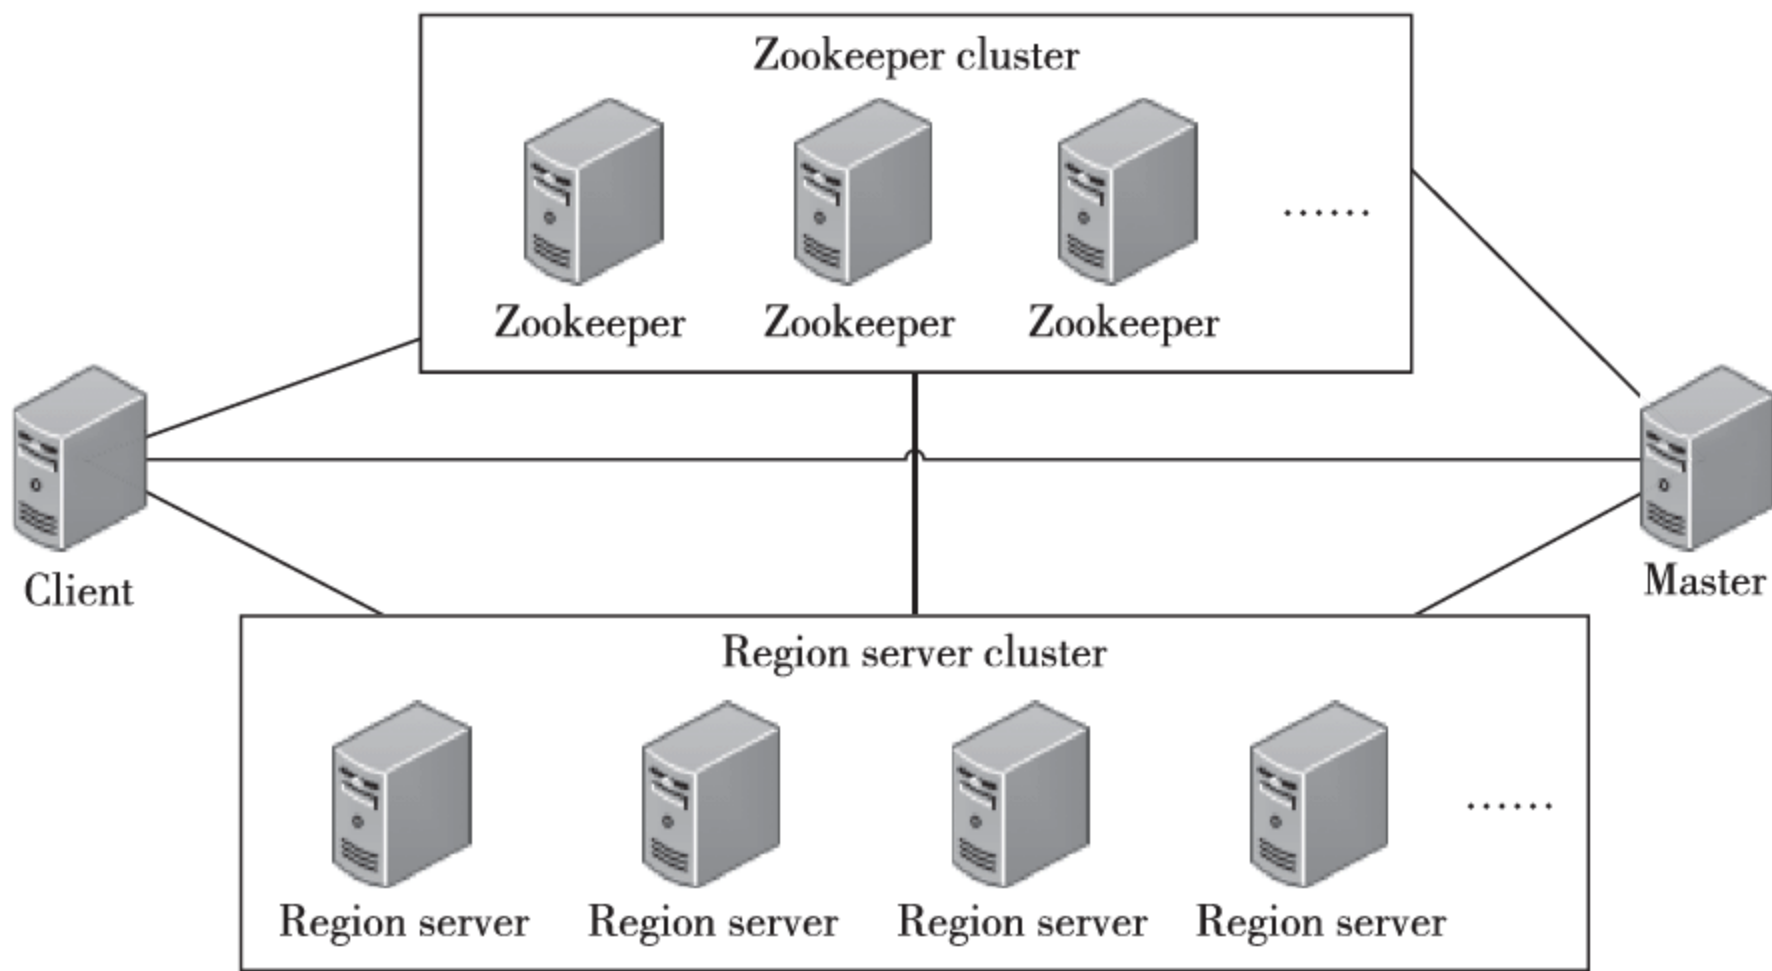 Zookeeper cluster
......
Zookeeper Zookeeper Zookeeper
Client
Master
Region server cluster
......
Region server Region server Region server Region server